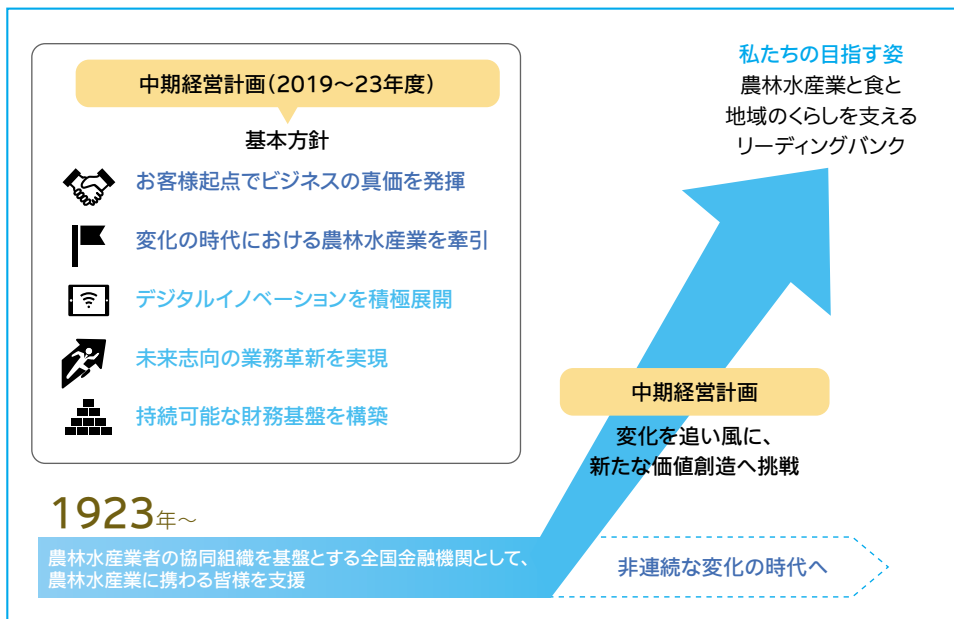 中期経営計画(2019〜23年度)
基本方針
お客様起点でビジネスの真価を発揮
変化の時代における農林水産業を牽引
デジタルイノベーションを積極展開
未来志向の業務革新を実現
持続可能な財務基盤を構築
私たちの目指す姿
農林水産業と食と
地域のくらしを支える
リーディングバンク
中期経営計画
変化を追い風に、
新たな価値創造へ挑戦
1923年〜
農林水産業者の協同組織を基盤とする全国金融機関として、
農林水産業に携わる皆様を支援
非連続な変化の時代へ